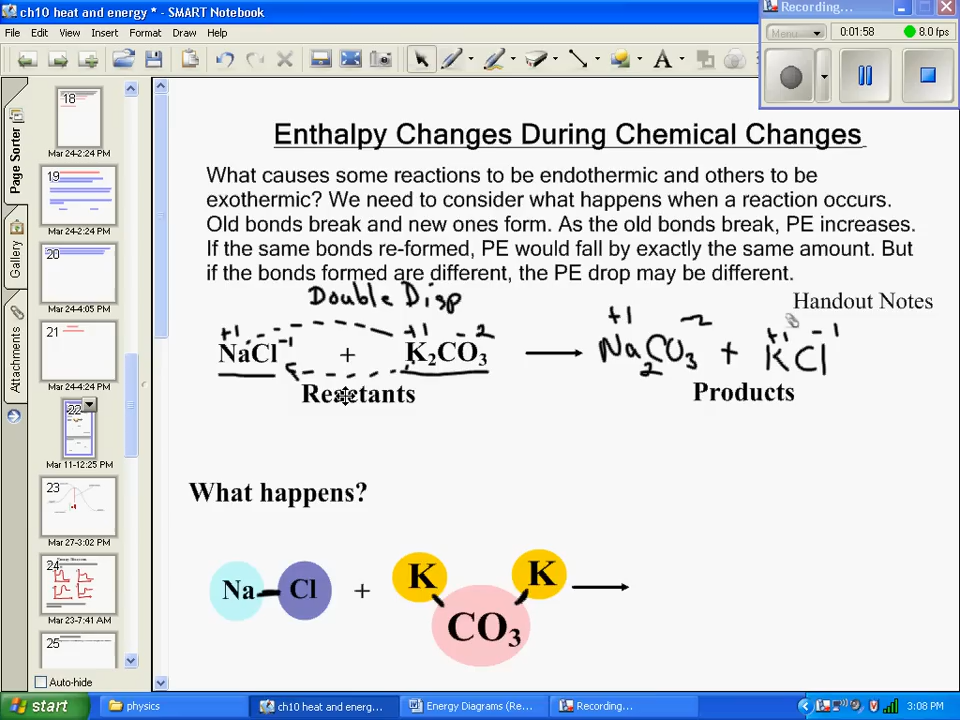 ch10 heat and energy * - SMART Notebook
Recording...
File Edit View Insert Format Draw Help
Menu
0:01:58
8.0 fps
Page Sorter
Gallery
Attachments
18
Mar 24-2:24 PM
19
Mar 24-2:24 PM
20
Mar 24-4:05 PM
21
Mar 24-4:24 PM
22
Mar 11-12:25 PM
23
Mar 27-3:02 PM
24
Mar 23-7:41 AM
25
Auto-hide
Enthalpy Changes During Chemical Changes
What causes some reactions to be endothermic and others to be
exothermic? We need to consider what happens when a reaction occurs.
Old bonds break and new ones form. As the old bonds break, PE increases.
If the same bonds re-formed, PE would fall by exactly the same amount. But
if the bonds formed are different, the PE drop may be different.
Double Disp
Handout Notes
+1 -1 +1 -2 +1 -2 +1 -1
NaCl + K₂CO₃ → Na₂CO₃ + KCl
Reactants Products
What happens?
Na Cl + K K CO₃ →
start
physics
ch10 heat and energy...
Energy Diagrams (Re...
Recording...
3:08 PM